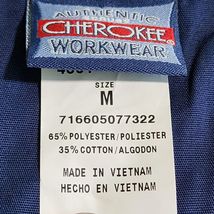 AUTHENTIC
CHEROKEE
WORKWEAR
SIZE
M
716605077322
65% POLYESTER/POLIESTER
35% COTTON/ALGODON
MADE IN VIETNAM
HECHO EN VIETNAM